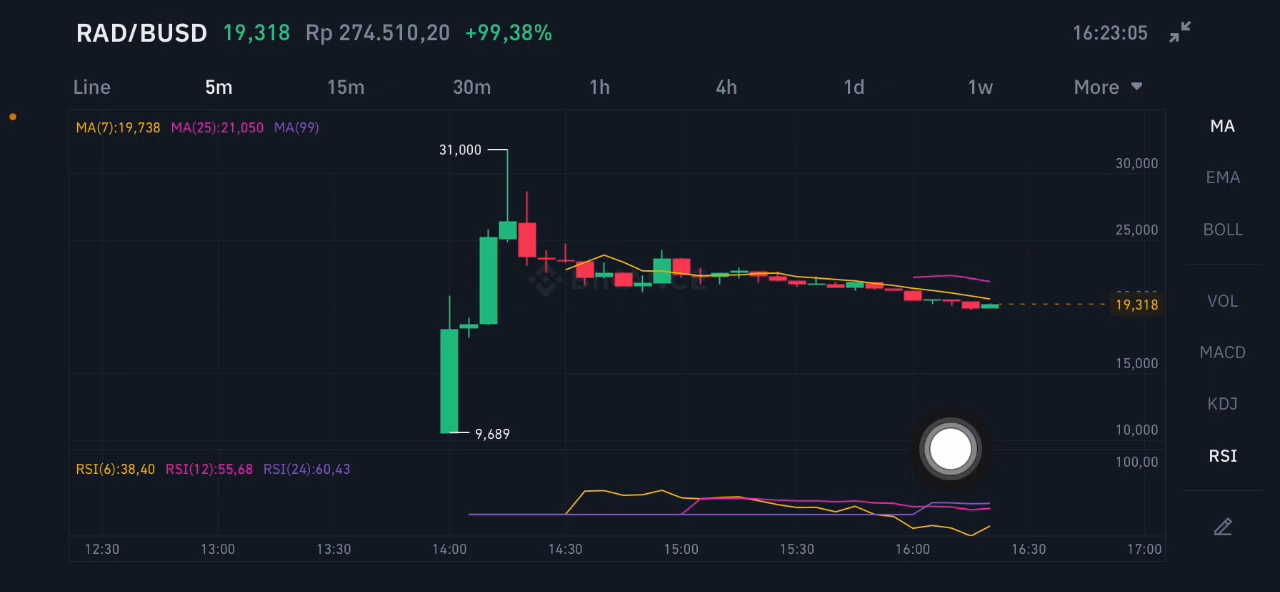 RAD/BUSD 19,318 Rp 274.510,20 +99,38% 16:23:05
Line 5m 15m 30m 1h 4h 1d 1w More
MA(7):19,738 MA(25):21,050 MA(99)
MA
31,000
30,000
EMA
25,000
BOLL
BINANCE
19,318
VOL
MACD
15,000
KDJ
9,689
10,000
RSI(6):38,40 RSI(12):55,68 RSI(24):60,43
100,00
RSI
12:30 13:00 13:30 14:00 14:30 15:00 15:30 16:00 16:30 17:00